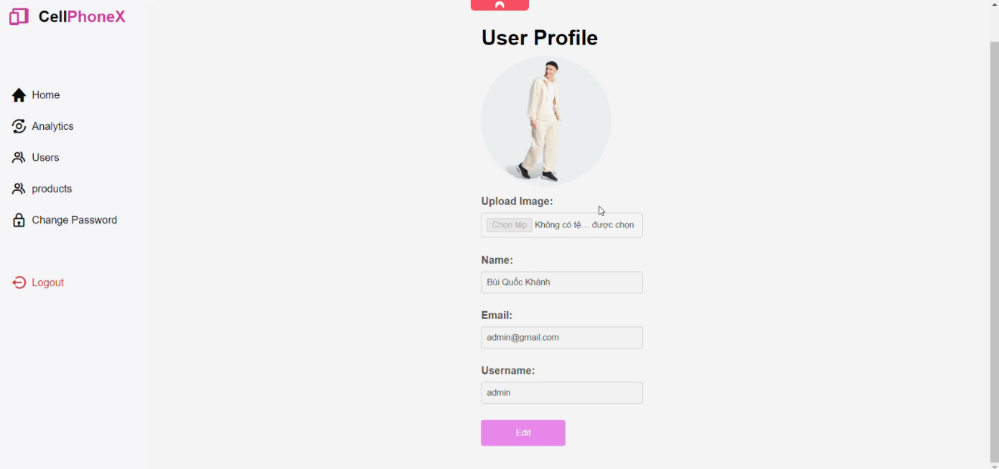 CellPhoneX
Home
Analytics
Users
products
Change Password
Logout
User Profile
Upload Image:
Chọn tệp Không có tệ... được chọn
Name:
Bùi Quốc Khánh
Email:
admin@gmail.com
Username:
admin
Edit